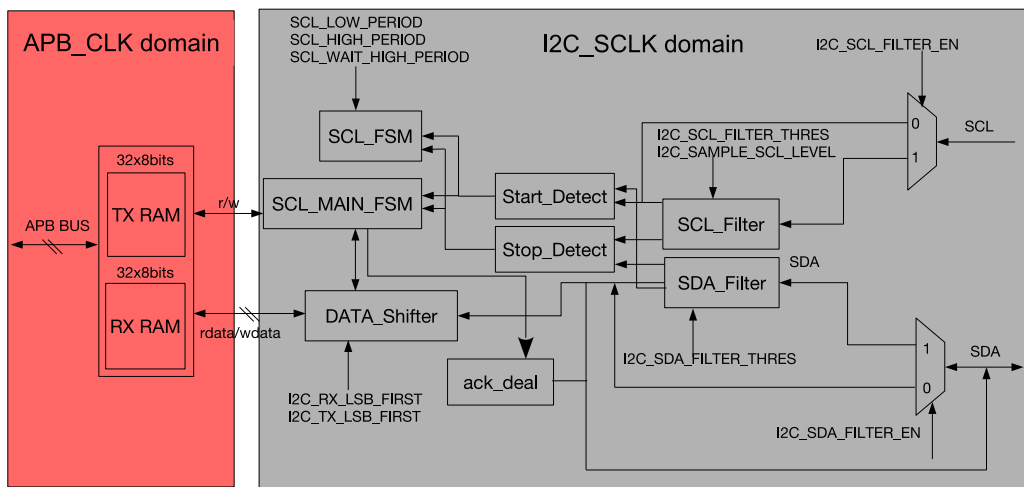 APB_CLK domain
I2C_SCLK domain
SCL_LOW_PERIOD
SCL_HIGH_PERIOD
SCL_WAIT_HIGH_PERIOD
I2C_SCL_FILTER_EN
SCL_FSM
0
1
SCL
I2C_SCL_FILTER_THRES
I2C_SAMPLE_SCL_LEVEL
32x8bits
TX RAM
r/w
SCL_MAIN_FSM
Start_Detect
SCL_Filter
APB BUS
Stop_Detect
SDA
32x8bits
RX RAM
rdata/wdata
DATA_Shifter
SDA_Filter
I2C_SDA_FILTER_THRES
1
0
SDA
ack_deal
I2C_RX_LSB_FIRST
I2C_TX_LSB_FIRST
I2C_SDA_FILTER_EN